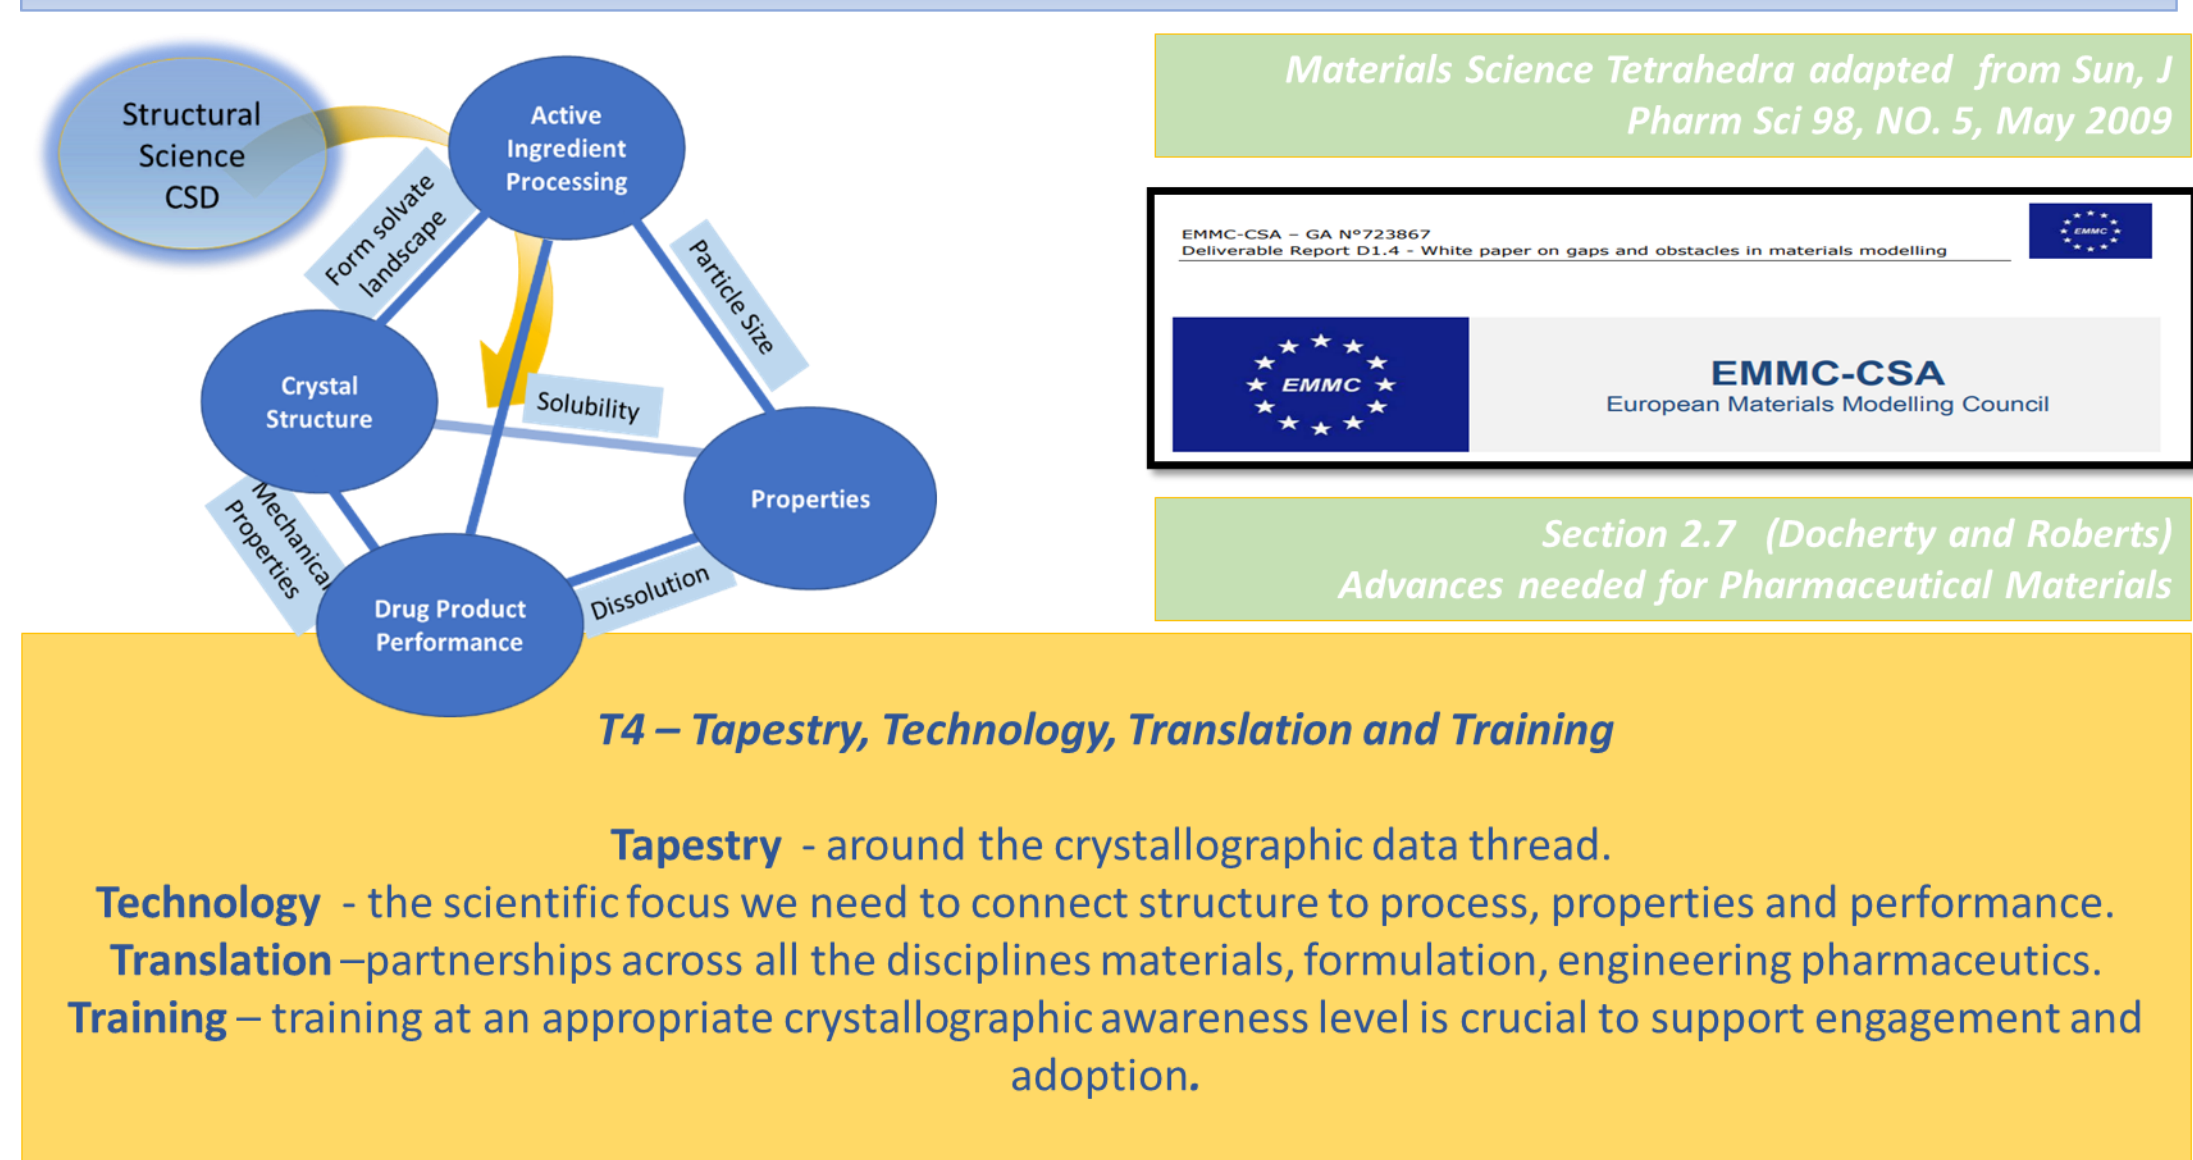 Structural
Science
CSD
Active
Ingredient
Processing
Form solvate
landscape
Particle Size
Crystal
Structure
Solubility
Properties
Mechanical
Properties
Drug Product
Performance
Dissolution
Materials Science Tetrahedra adapted from Sun, J
Pharm Sci 98, NO. 5, May 2009
EMMC-CSA – GA N°723867
Deliverable Report D1.4 - White paper on gaps and obstacles in materials modelling
EMMC
EMMC
EMMC-CSA
European Materials Modelling Council
Section 2.7 (Docherty and Roberts)
Advances needed for Pharmaceutical Materials
T4 – Tapestry, Technology, Translation and Training
Tapestry - around the crystallographic data thread.
Technology - the scientific focus we need to connect structure to process, properties and performance.
Translation –partnerships across all the disciplines materials, formulation, engineering pharmaceutics.
Training – training at an appropriate crystallographic awareness level is crucial to support engagement and
adoption.